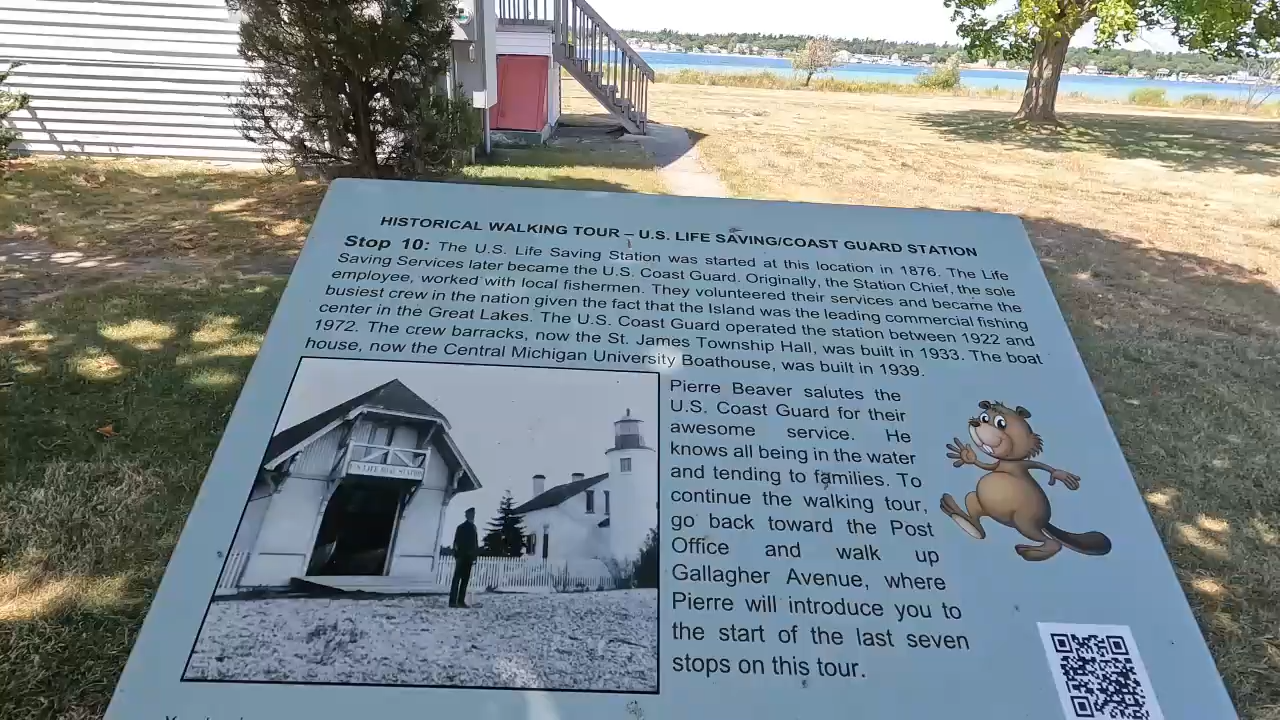 HISTORICAL WALKING TOUR – U.S. LIFE SAVING/COAST GUARD STATION
Stop 10: The U.S. Life Saving Station was started at this location in 1876. The Life
Saving Services later became the U.S. Coast Guard. Originally, the Station Chief, the sole
employee, worked with local fishermen. They volunteered their services and became the
busiest crew in the nation given the fact that the Island was the leading commercial fishing
center in the Great Lakes. The U.S. Coast Guard operated the station between 1922 and
1972. The crew barracks, now the St. James Township Hall, was built in 1933. The boat
house, now the Central Michigan University Boathouse, was built in 1939.
U.S. LIFE STATION
Pierre Beaver salutes the
U.S. Coast Guard for their
awesome service. He
knows all being in the water
and tending to families. To
continue the walking tour,
go back toward the Post
Office and walk up
Gallagher Avenue, where
Pierre will introduce you to
the start of the last seven
stops on this tour.